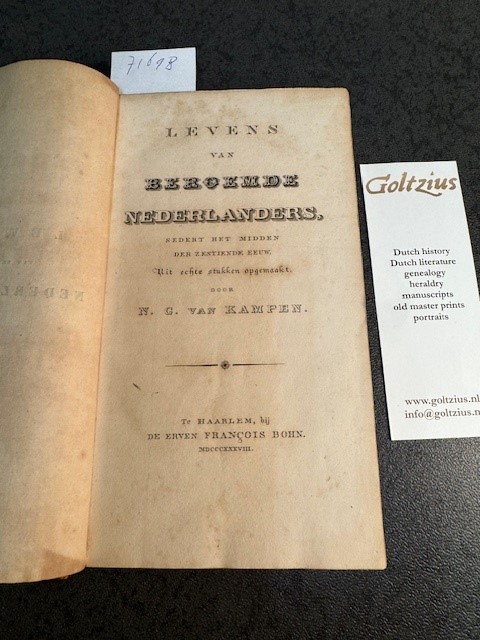 71698
LEVENS
VAN
BEROEMDE
NEDERLANDERS,
SEDERT HET MIDDEN
DER ZESTIENDE EEUW.
Uit echte stukken opgemaakt.
DOOR
N. G. VAN KAMPEN.
Te HAARLEM, bij
DE ERVEN FRANÇOIS BOHN.
MDCCCXXXVIII.
Goltzius
Dutch history
Dutch literature
genealogy
heraldry
manuscripts
old master prints
portraits
www.goltzius.nl
info@goltzius.n